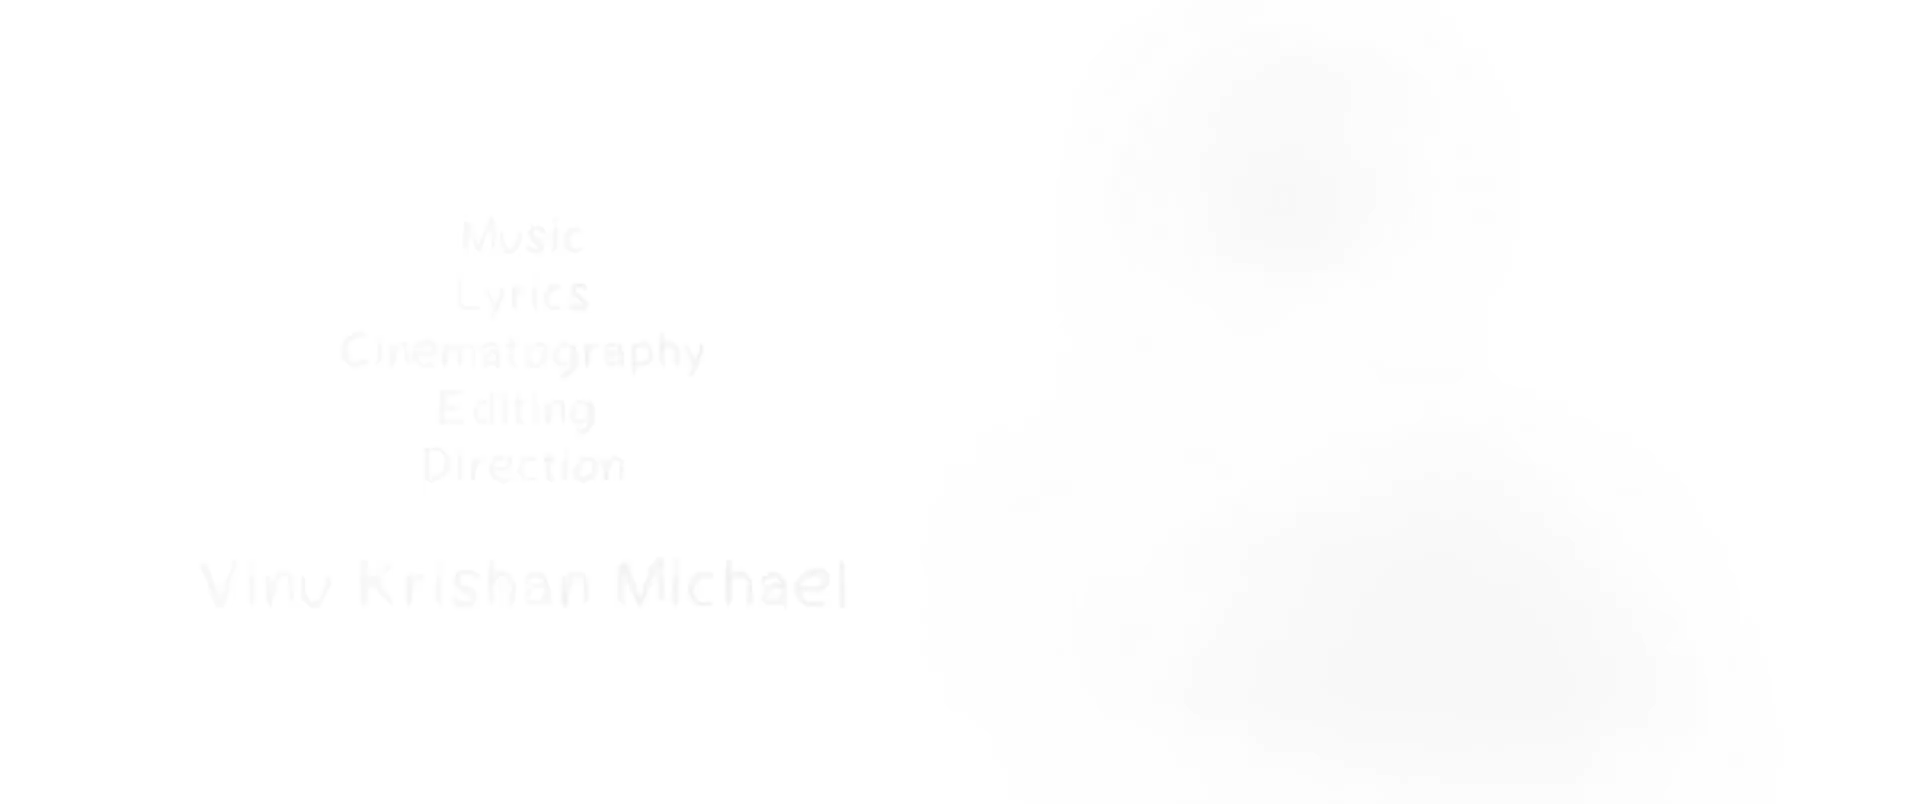 Music
Lyrics
Cinematography
Editing
Direction
Vinu Krishan Michael